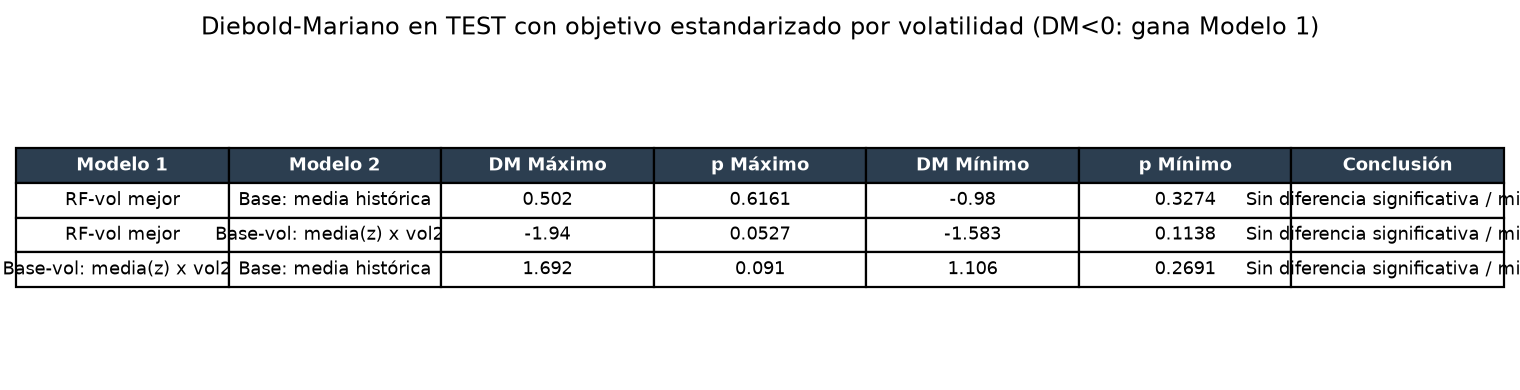 Diebold-Mariano en TEST con objetivo estandarizado por volatilidad (DM<0: gana Modelo 1)
Modelo 1 Modelo 2 DM Máximo p Máximo DM Mínimo p Mínimo Conclusión
RF-vol mejor Base: media histórica 0.502 0.6161 -0.98 0.3274 Sin diferencia significativa / mi
RF-vol mejor Base-vol: media(z) x vol2 -1.94 0.0527 -1.583 0.1138 Sin diferencia significativa / mi
Base-vol: media(z) x vol2 Base: media histórica 1.692 0.091 1.106 0.2691 Sin diferencia significativa / mi